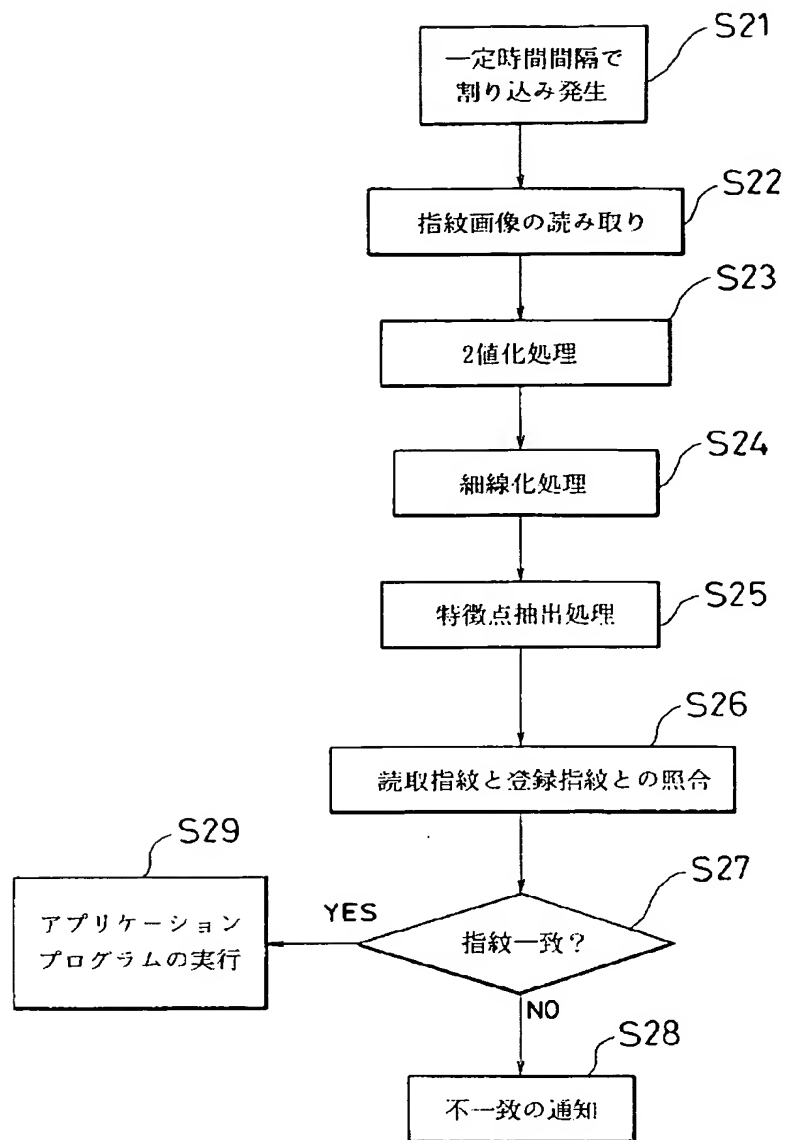 S21
一定時間間隔で
割り込み発生
S22
指紋画像の読み取り
S23
2値化処理
S24
細線化処理
S25
特徴点抽出処理
S26
読取指紋と登録指紋との照合
S29
アプリケーション
プログラムの実行
YES
S27
指紋一致?
NO
S28
不一致の通知